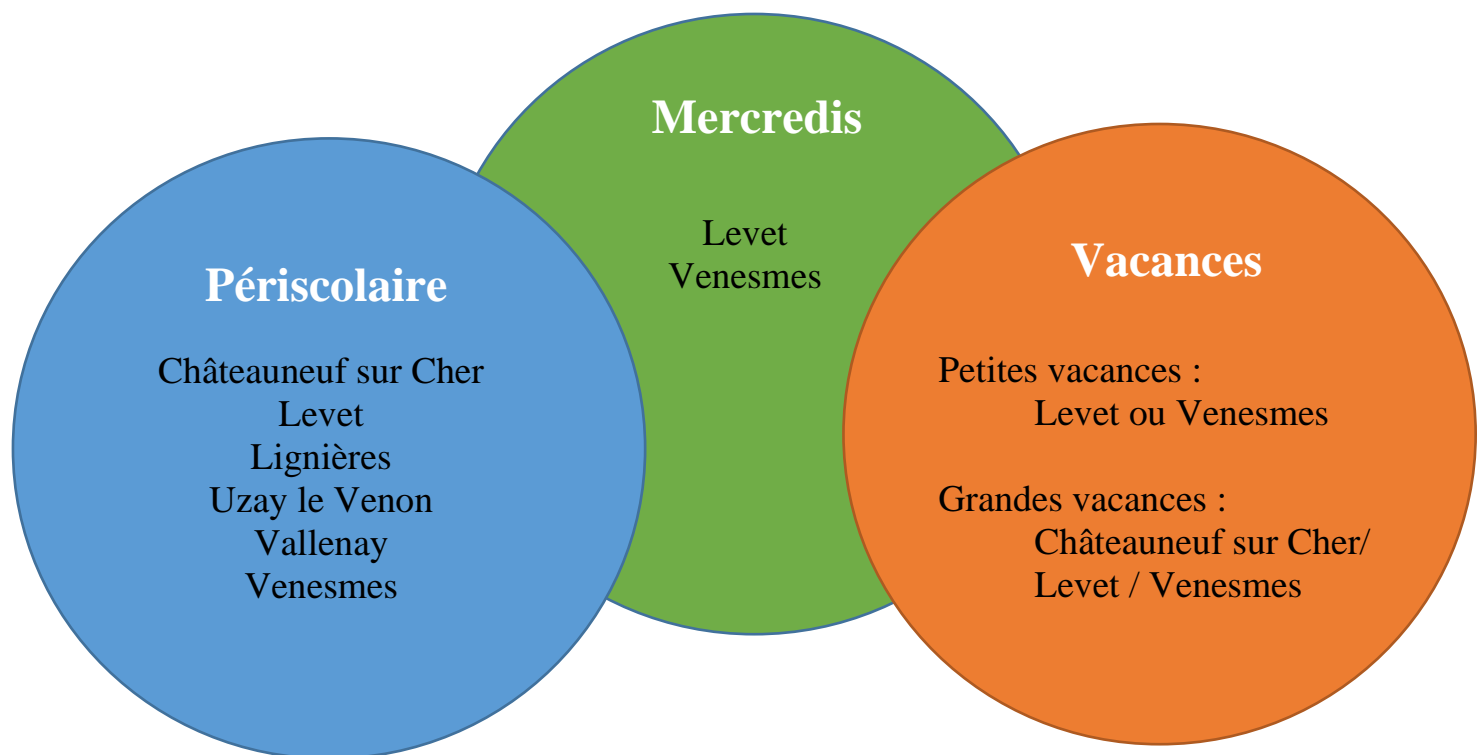 Périscolaire
Châteauneuf sur Cher
Levet
Lignières
Uzay le Venon
Vallenay
Venesmes
Mercredis
Levet
Venesmes
Vacances
Petites vacances :
Levet ou Venesmes
Grandes vacances :
Châteauneuf sur Cher/
Levet / Venesmes